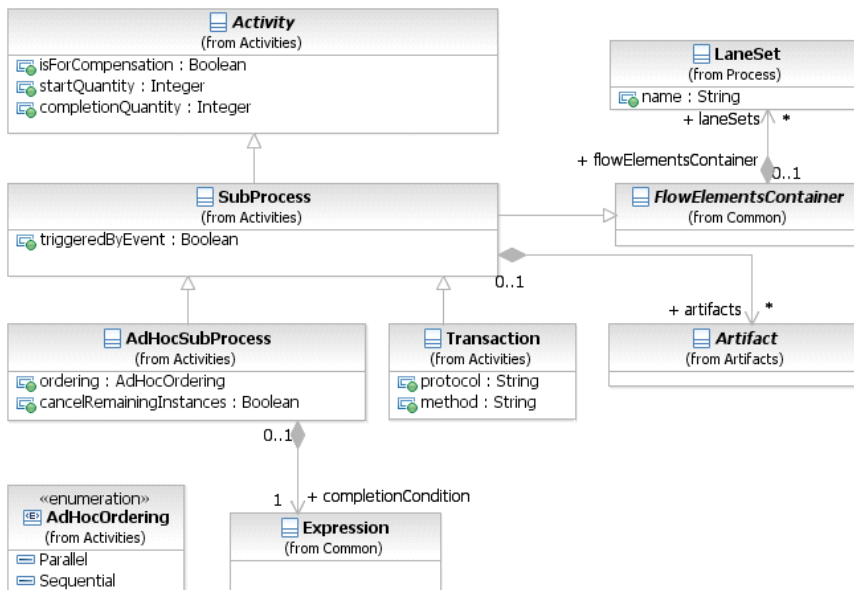 Activity
(from Activities)
isForCompensation : Boolean
startQuantity : Integer
completionQuantity : Integer
LaneSet
(from Process)
name : String
+ laneSets *
+ flowElementsContainer
0..1
SubProcess
(from Activities)
triggeredByEvent : Boolean
FlowElementsContainer
(from Common)
0..1
+ artifacts *
AdHocSubProcess
(from Activities)
ordering : AdHocOrdering
cancelRemainingInstances : Boolean
Transaction
(from Activities)
protocol : String
method : String
Artifact
(from Artifacts)
0..1
1 + completionCondition
«enumeration»
<E> AdHocOrdering
(from Activities)
Parallel
Sequential
Expression
(from Common)